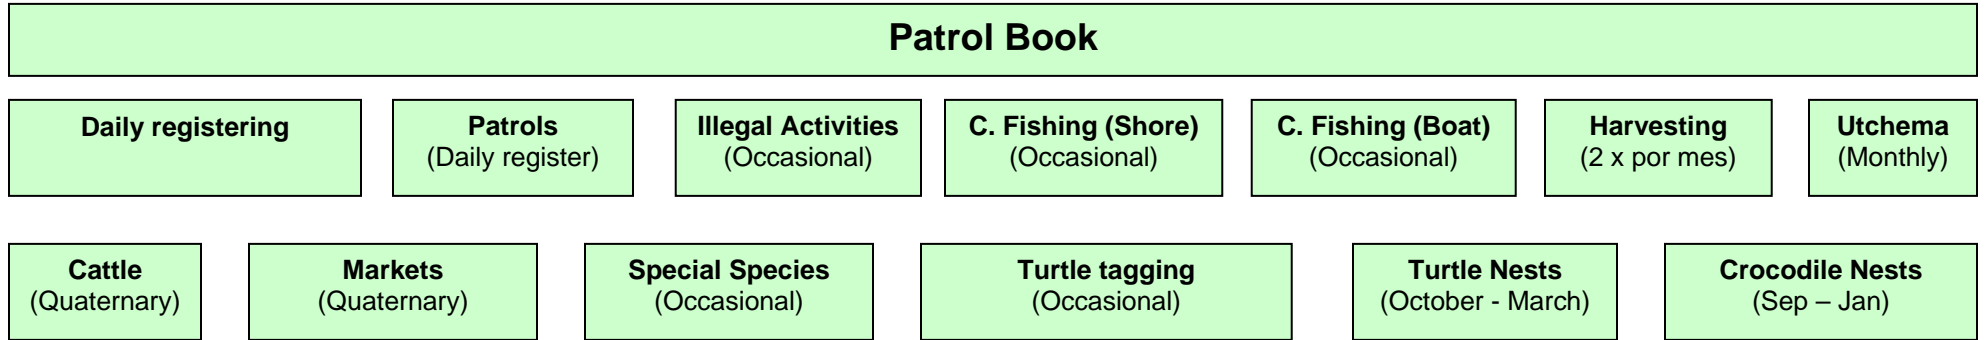 Patrol Book
Daily registering
Patrols
(Daily register)
Illegal Activities
(Occasional)
C. Fishing (Shore)
(Occasional)
C. Fishing (Boat)
(Occasional)
Harvesting
(2 x por mes)
Utchema
(Monthly)
Cattle
(Quaternary)
Markets
(Quaternary)
Special Species
(Occasional)
Turtle tagging
(Occasional)
Turtle Nests
(October - March)
Crocodile Nests
(Sep – Jan)